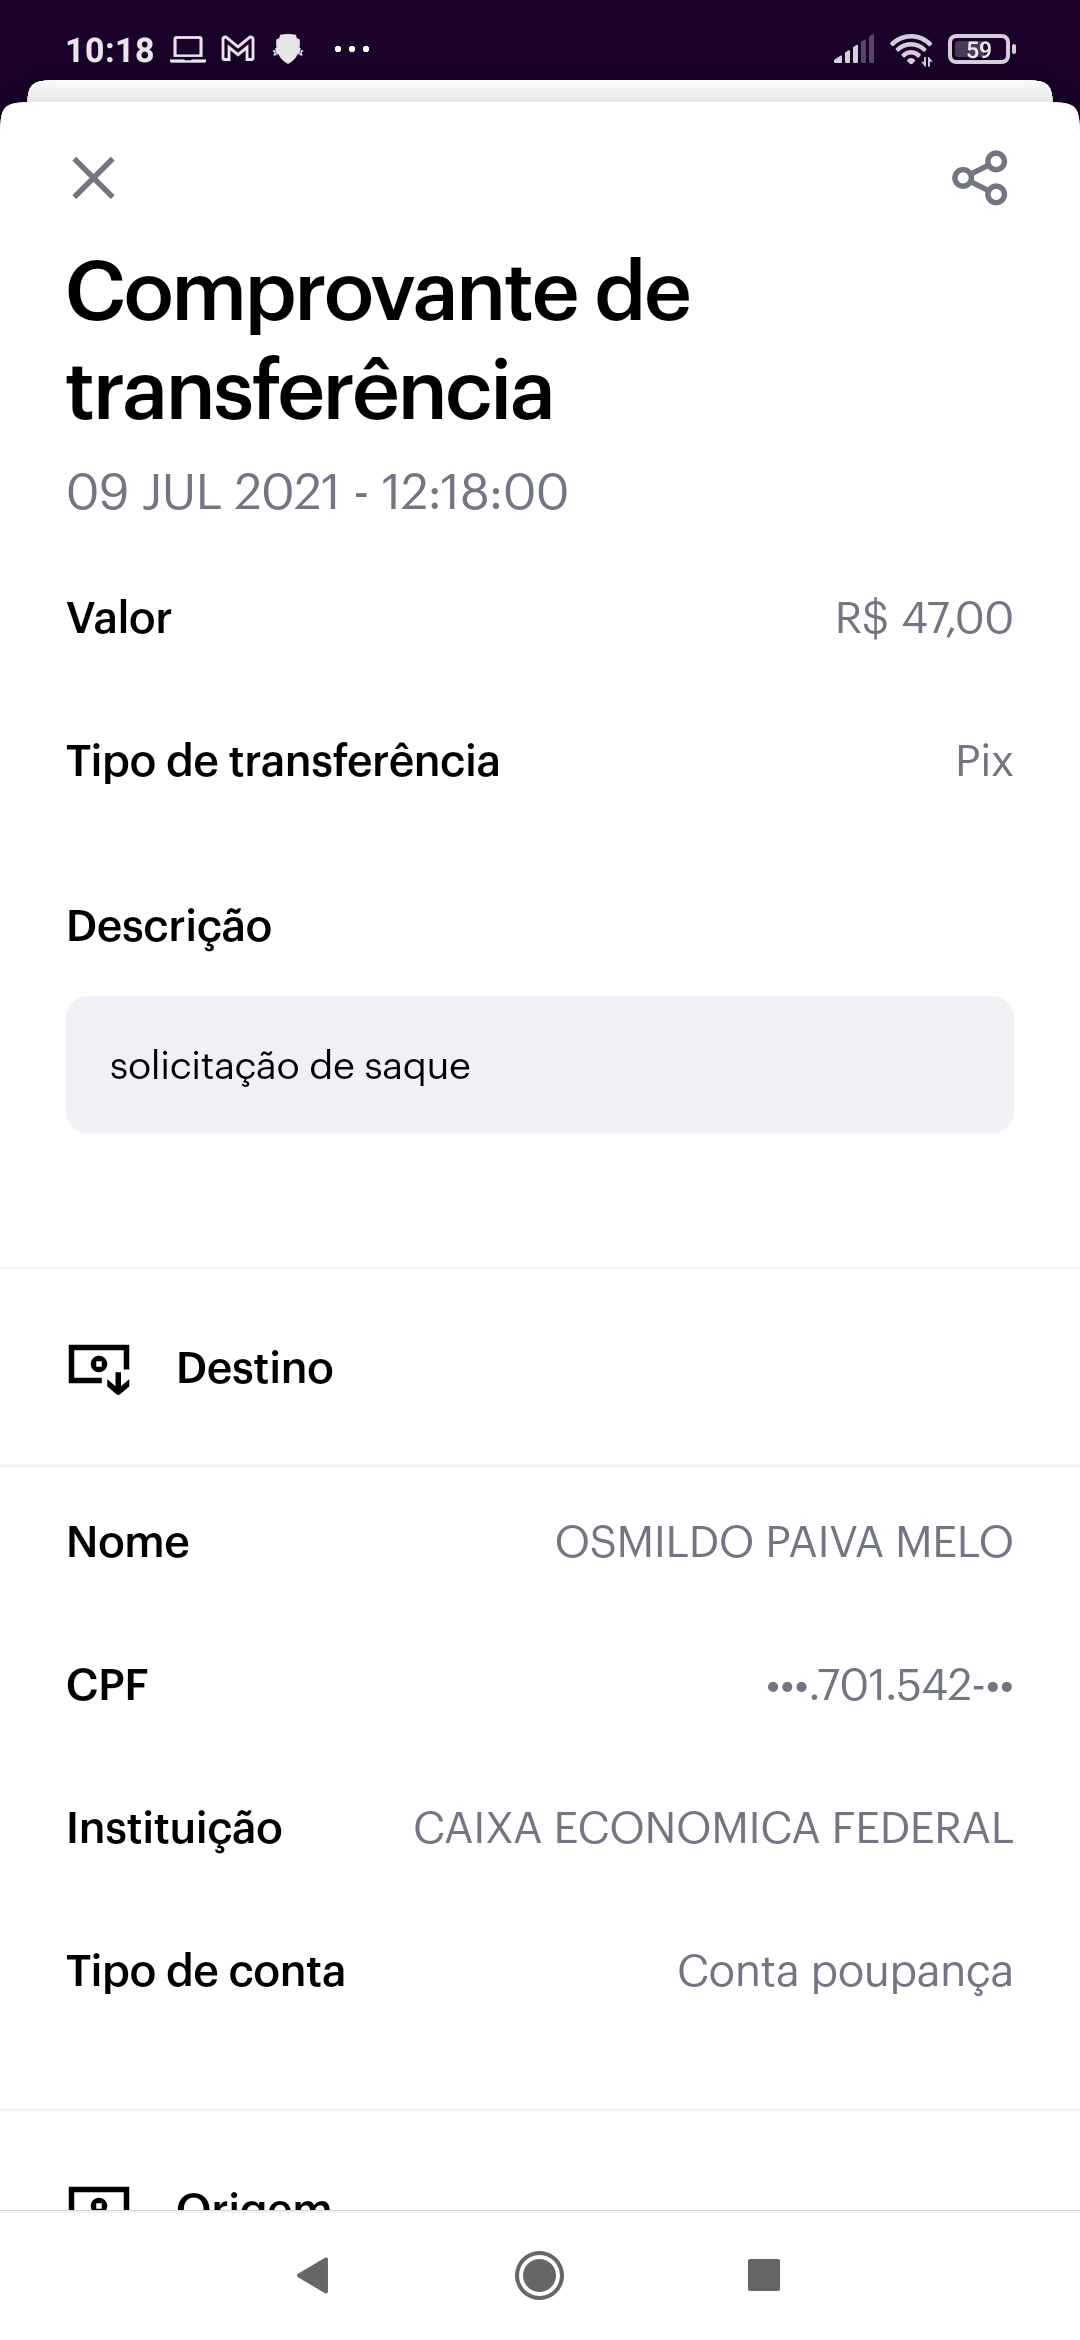 10:18
59
Comprovante de
transferência
09 JUL 2021 - 12:18:00
Valor R$ 47,00
Tipo de transferência Pix
Descrição
solicitação de saque
Destino
Nome OSMILDO PAIVA MELO
CPF •••.701.542-••
Instituição CAIXA ECONOMICA FEDERAL
Tipo de conta Conta poupança
Origem